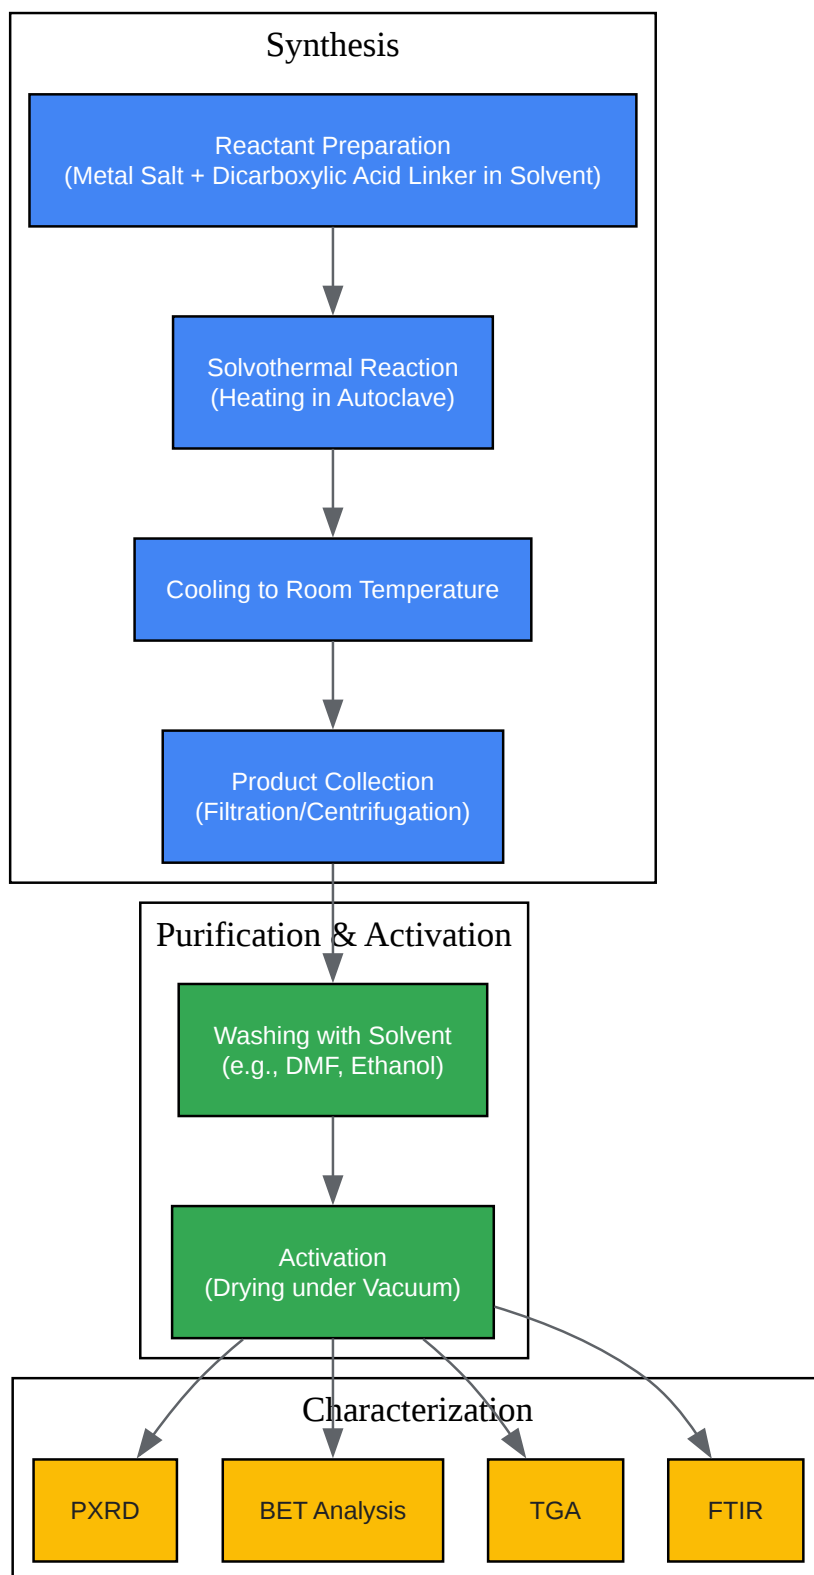 Synthesis
Reactant Preparation
(Metal Salt + Dicarboxylic Acid Linker in Solvent)
Solvothermal Reaction
(Heating in Autoclave)
Cooling to Room Temperature
Product Collection
(Filtration/Centrifugation)
Purification & Activation
Washing with Solvent
(e.g., DMF, Ethanol)
Activation
(Drying under Vacuum)
Characterization
PXRD
BET Analysis
TGA
FTIR